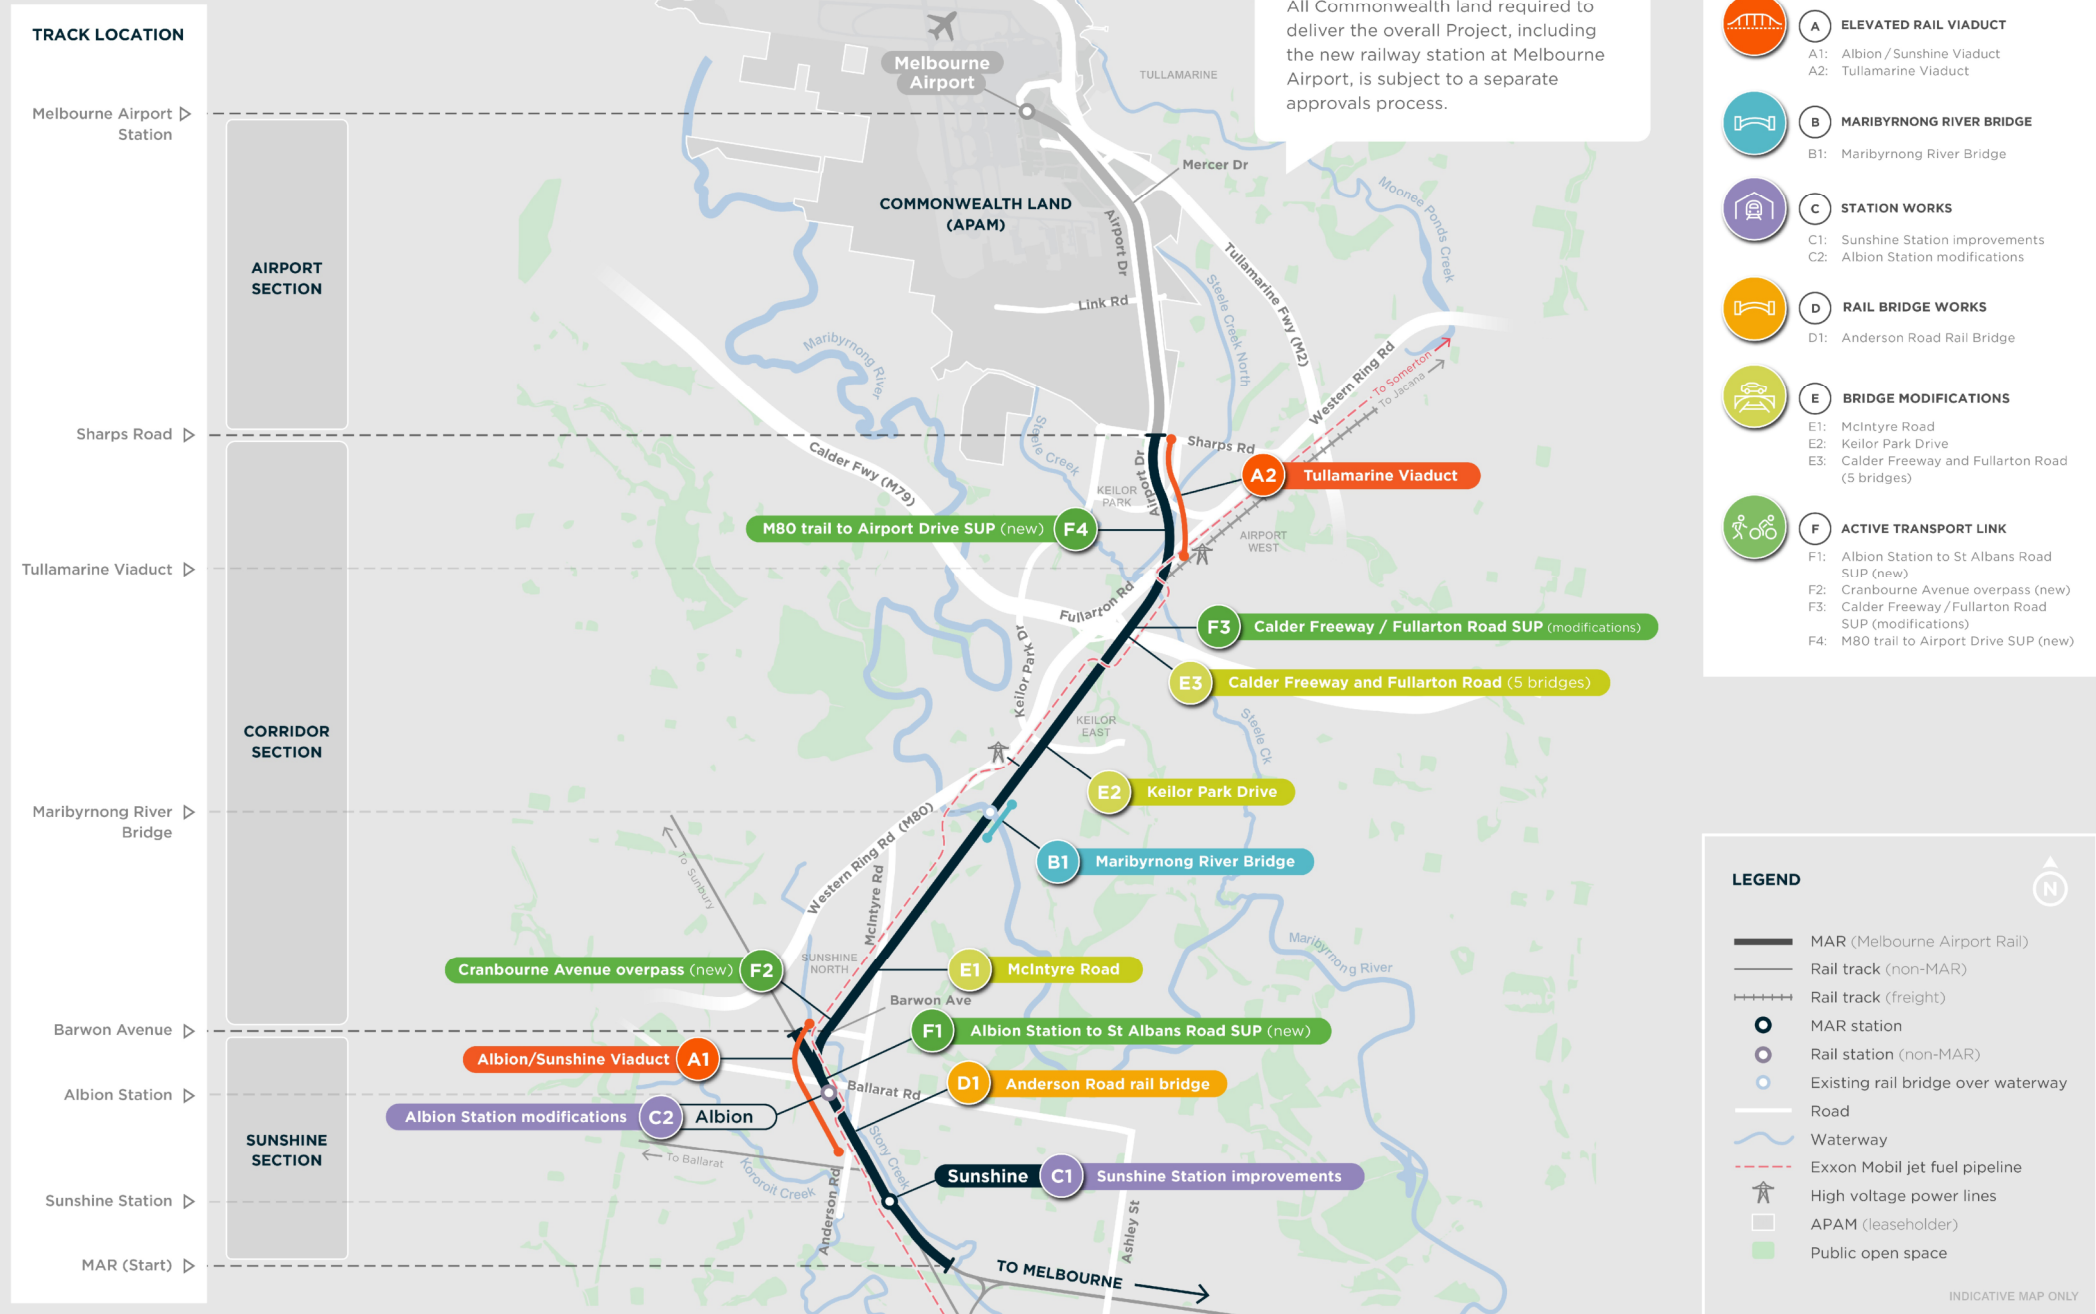 TRACK LOCATION
Melbourne Airport
Station
Sharps Road
Tullamarine Viaduct
Maribyrnong River
Bridge
Barwon Avenue
Albion Station
Sunshine Station
MAR (Start)
AIRPORT
SECTION
CORRIDOR
SECTION
SUNSHINE
SECTION
Melbourne
Airport
TULLAMARINE
All Commonwealth land required to
deliver the overall Project, including
the new railway station at Melbourne
Airport, is subject to a separate
approvals process.
Mercer Dr
COMMONWEALTH LAND
(APAM)
Airport Dr
Moonee Ponds Creek
Tullamarine Fwy (M2)
Link Rd
Steele Creek North
Maribyrnong River
Western Ring Rd
To Somerton
To Jacana
Steele Creek
Calder Fwy (M79)
Sharps Rd
Airport Dr
KEILOR
PARK
A2 Tullamarine Viaduct
M80 trail to Airport Drive SUP (new) F4
AIRPORT
WEST
Fullarton Rd
F3 Calder Freeway / Fullarton Road SUP (modifications)
Keilor Park Dr
E3 Calder Freeway and Fullarton Road (5 bridges)
KEILOR
EAST
Steele Ck
E2 Keilor Park Drive
Western Ring Rd (M80)
To Sunbury
B1 Maribyrnong River Bridge
McIntyre Rd
Maribyrnong River
SUNSHINE
NORTH
Cranbourne Avenue overpass (new) F2
E1 McIntyre Road
Barwon Ave
F1 Albion Station to St Albans Road SUP (new)
Albion/Sunshine Viaduct A1
Ballarat Rd
D1 Anderson Road rail bridge
Albion Station modifications C2 Albion
Stony Creek
To Ballarat
Kororoit Creek
Sunshine C1 Sunshine Station improvements
Anderson Rd
Ashley St
TO MELBOURNE
A ELEVATED RAIL VIADUCT
A1: Albion / Sunshine Viaduct
A2: Tullamarine Viaduct
B MARIBYRNONG RIVER BRIDGE
B1: Maribyrnong River Bridge
C STATION WORKS
C1: Sunshine Station improvements
C2: Albion Station modifications
D RAIL BRIDGE WORKS
D1: Anderson Road Rail Bridge
E BRIDGE MODIFICATIONS
E1: McIntyre Road
E2: Keilor Park Drive
E3: Calder Freeway and Fullarton Road
(5 bridges)
F ACTIVE TRANSPORT LINK
F1: Albion Station to St Albans Road
SUP (new)
F2: Cranbourne Avenue overpass (new)
F3: Calder Freeway / Fullarton Road
SUP (modifications)
F4: M80 trail to Airport Drive SUP (new)
LEGEND
N
MAR (Melbourne Airport Rail)
Rail track (non-MAR)
Rail track (freight)
MAR station
Rail station (non-MAR)
Existing rail bridge over waterway
Road
Waterway
Exxon Mobil jet fuel pipeline
High voltage power lines
APAM (leaseholder)
Public open space
INDICATIVE MAP ONLY